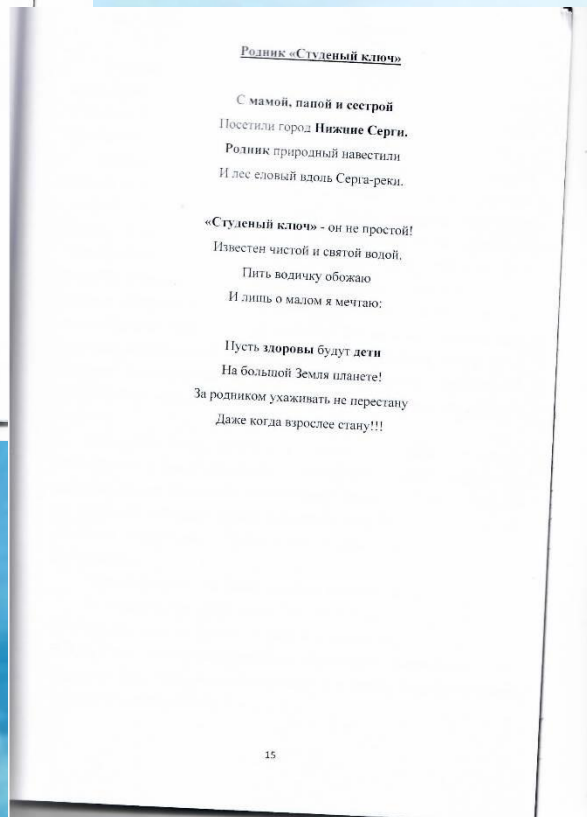 Родник «Студеный ключ»
С мамой, папой и сестрой
Посетили город Нижние Серги.
Родник природный навестили
И лес еловый вдоль Серга-реки.
«Студеный ключ» - он не простой!
Известен чистой и святой водой.
Пить водичку обожаю
И лишь о малом я мечтаю:
Пусть здоровы будут дети
На большой Земля планете!
За родником ухаживать не перестану
Даже когда взрослее стану!!!
15